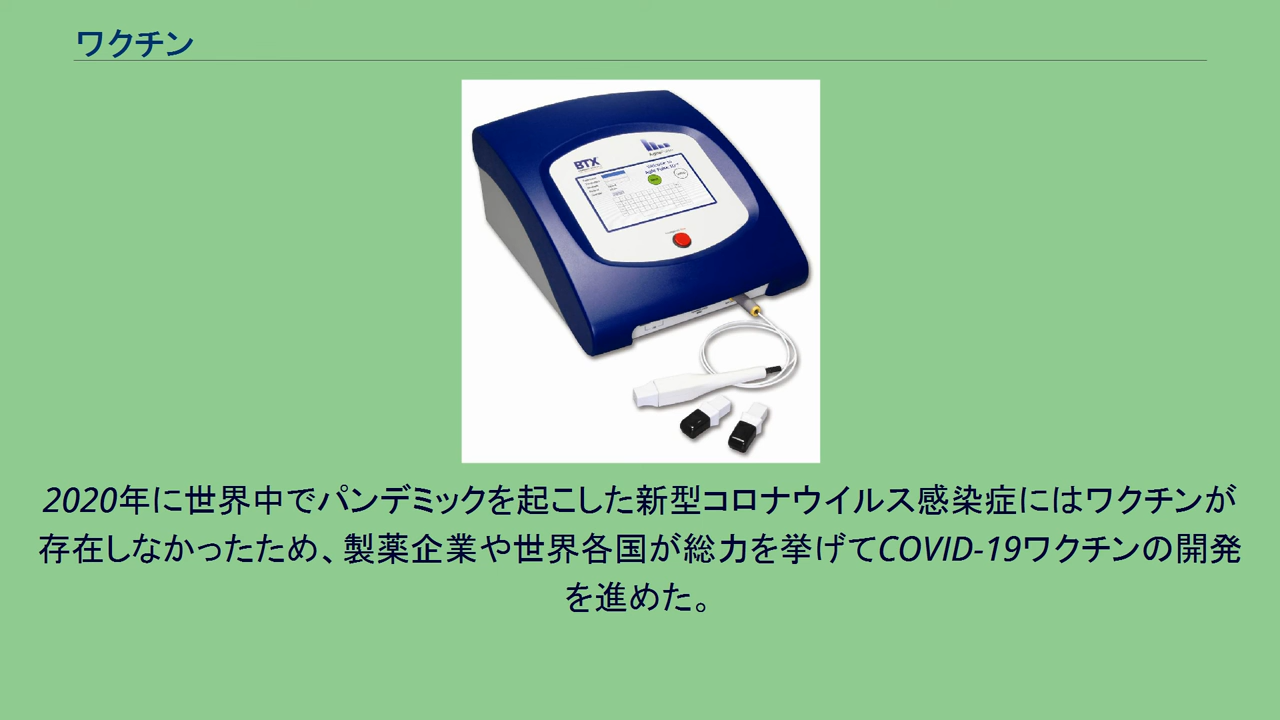 ワクチン
BTX
2020年に世界中でパンデミックを起こした新型コロナウイルス感染症にはワクチンが
存在しなかったため、製薬企業や世界各国が総力を挙げてCOVID-19ワクチンの開発
を進めた。